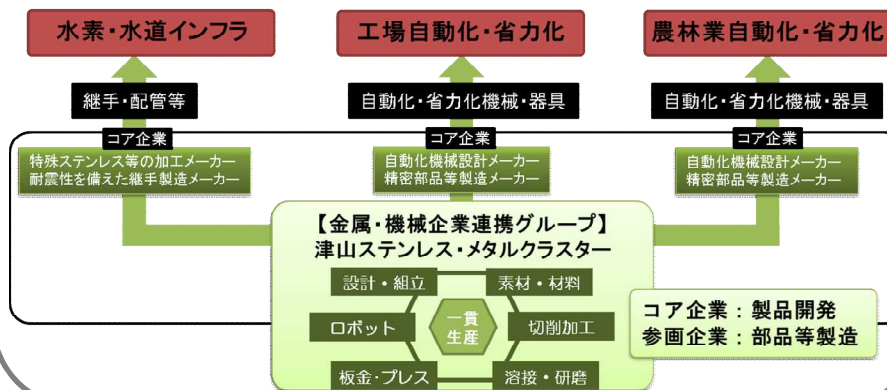 水素・水道インフラ
工場自動化・省力化
農林業自動化・省力化
継手・配管等
自動化・省力化機械・器具
自動化・省力化機械・器具
コア企業
特殊ステンレス等の加工メーカー
耐震性を備えた継手製造メーカー
コア企業
自動化機械設計メーカー
精密部品等製造メーカー
コア企業
自動化機械設計メーカー
精密部品等製造メーカー
【金属・機械企業連携グループ】
津山ステンレス・メタルクラスター
設計・組立
素材・材料
ロボット
一貫
生産
切削加工
板金・プレス
溶接・研磨
コア企業：製品開発
参画企業：部品等製造